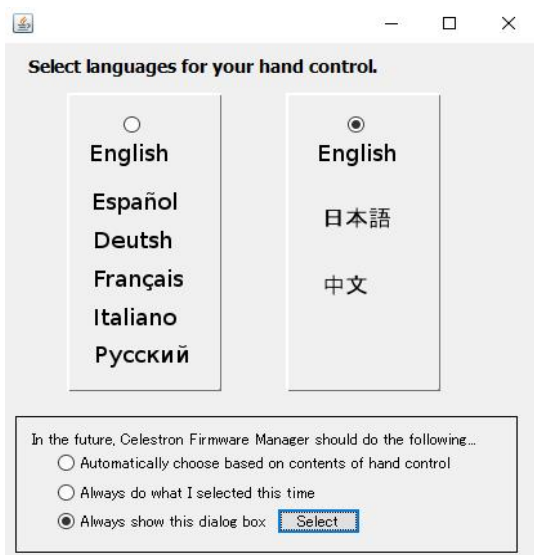 Select languages for your hand control.
English
Español
Deutsh
Français
Italiano
Русский
English
日本語
中文
In the future, Celestron Firmware Manager should do the following...
Automatically choose based on contents of hand control
Always do what I selected this time
Always show this dialog box Select